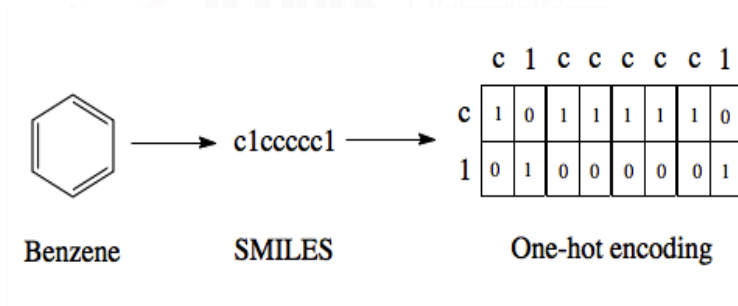 c 1 c c c c c 1
c 1 0 1 1 1 1 1 0
c1ccccc1
1 0 1 0 0 0 0 0 1
Benzene SMILES One-hot encoding